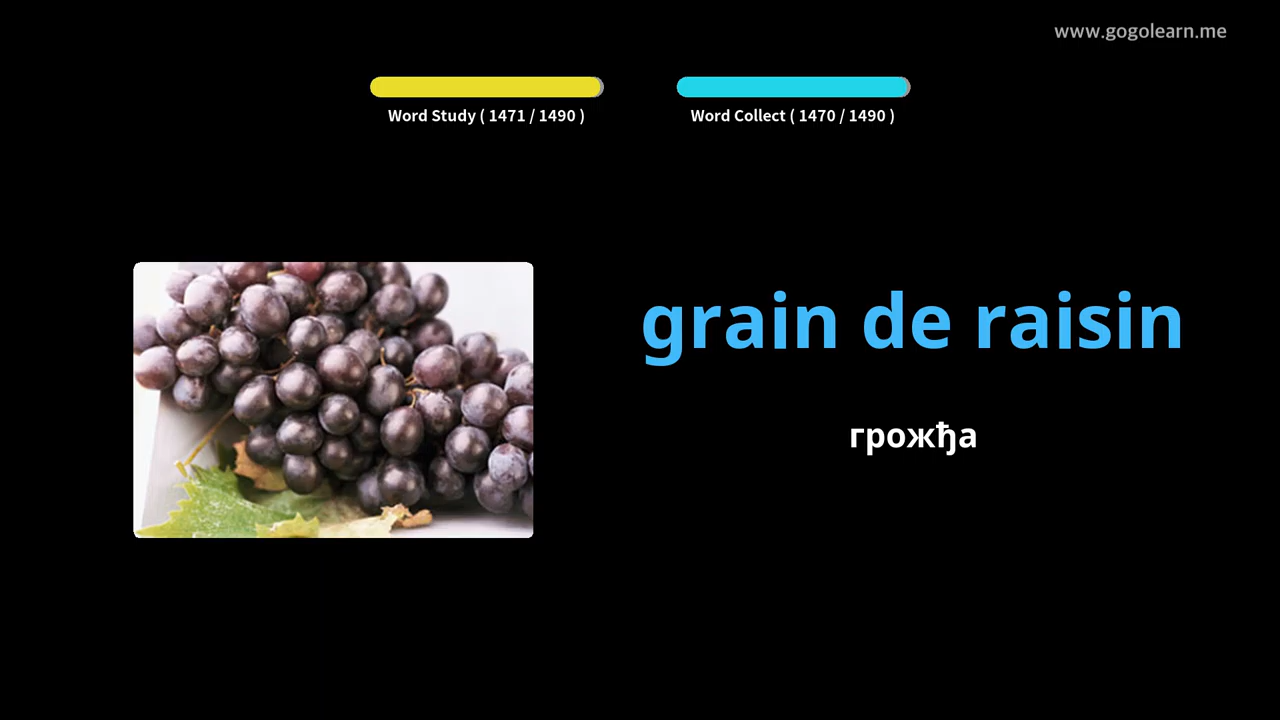 www.gogolearn.me
Word Study ( 1471 / 1490 )
Word Collect ( 1470 / 1490 )
grain de raisin
грожђа